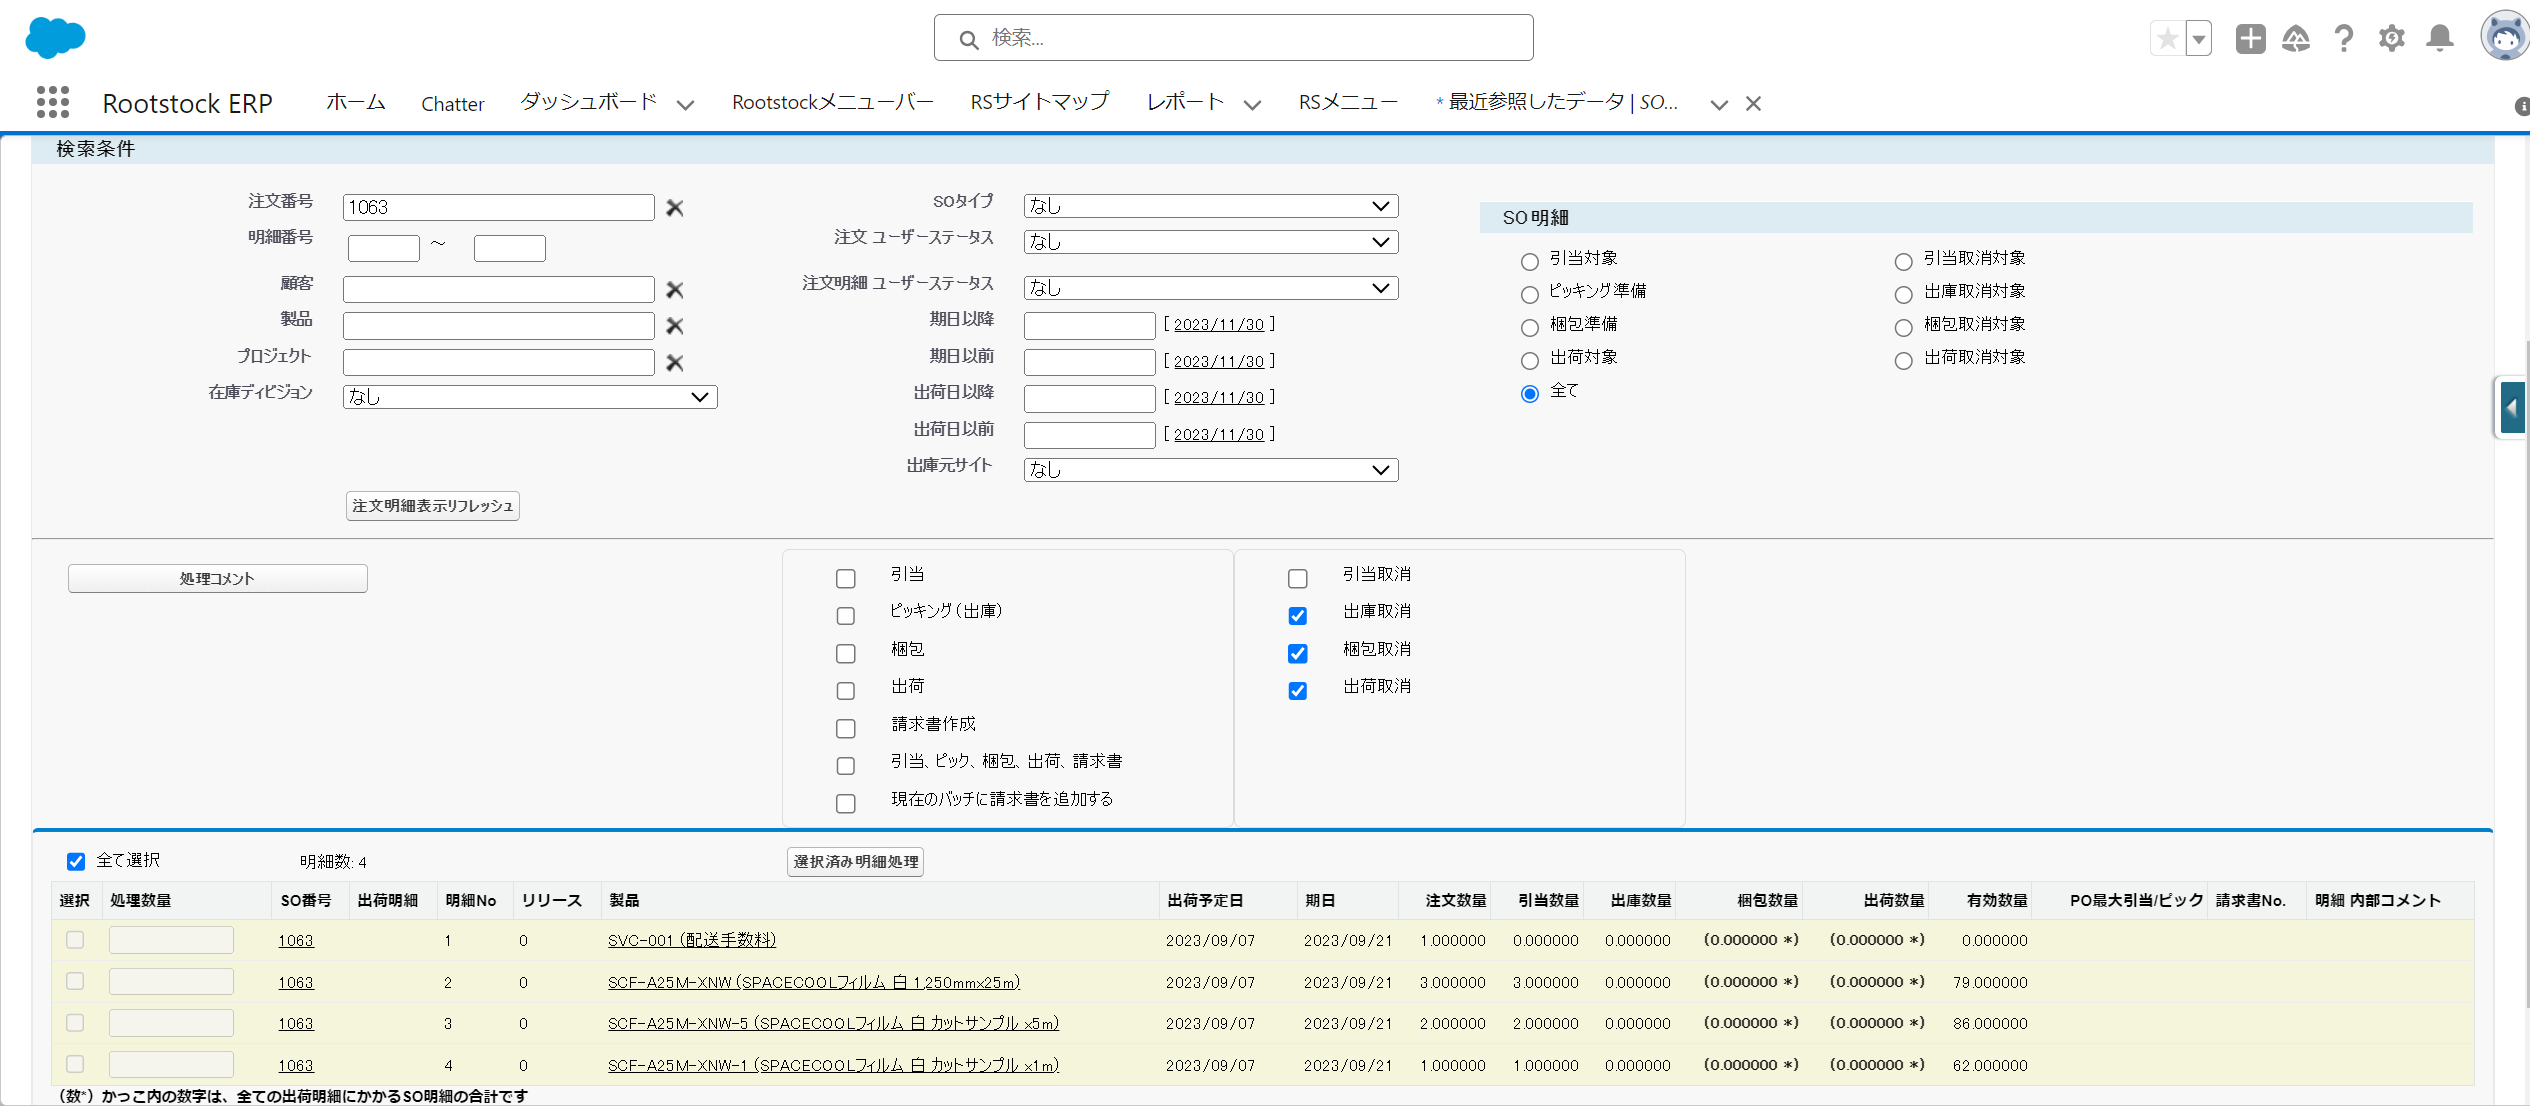 検索...
Rootstock ERP ホーム Chatter ダッシュボード Rootstockメニューバー RSサイトマップ レポート RSメニュー * 最近参照したデータ | SO...
検索条件
注文番号 1063
明細番号 ～
顧客
製品
プロジェクト
在庫ディビジョン なし
注文明細表示リフレッシュ
SOタイプ なし
注文 ユーザーステータス なし
注文明細 ユーザーステータス なし
期日以降 [ 2023/11/30 ]
期日以前 [ 2023/11/30 ]
出荷日以降 [ 2023/11/30 ]
出荷日以前 [ 2023/11/30 ]
出庫元サイト なし
SO明細
引当対象 引当取消対象
ピッキング準備 出庫取消対象
梱包準備 梱包取消対象
出荷対象 出荷取消対象
全て
処理コメント
引当 引当取消
ピッキング（出庫） 出庫取消
梱包 梱包取消
出荷 出荷取消
請求書作成
引当、ピック、梱包、出荷、請求書
現在のバッチに請求書を追加する
全て選択 明細数: 4 選択済み明細処理
選択 処理数量 SO番号 出荷明細 明細No リリース 製品 出荷予定日 期日 注文数量 引当数量 出庫数量 梱包数量 出荷数量 有効数量 PO最大引当/ピック 請求書No. 明細 内部コメント
1063 1 0 SVC-001 (配送手数料) 2023/09/07 2023/09/21 1.000000 0.000000 0.000000 (0.000000 *) (0.000000 *) 0.000000
1063 2 0 SCF-A25M-XNW (SPACECOOLフィルム 白 1,250mmx25m) 2023/09/07 2023/09/21 3.000000 3.000000 0.000000 (0.000000 *) (0.000000 *) 79.000000
1063 3 0 SCF-A25M-XNW-5 (SPACECOOLフィルム 白 カットサンプル x5m) 2023/09/07 2023/09/21 2.000000 2.000000 0.000000 (0.000000 *) (0.000000 *) 86.000000
1063 4 0 SCF-A25M-XNW-1 (SPACECOOLフィルム 白 カットサンプル x1m) 2023/09/07 2023/09/21 1.000000 1.000000 0.000000 (0.000000 *) (0.000000 *) 62.000000
（数*）かっこ内の数字は、全ての出荷明細にかかるSO明細の合計です